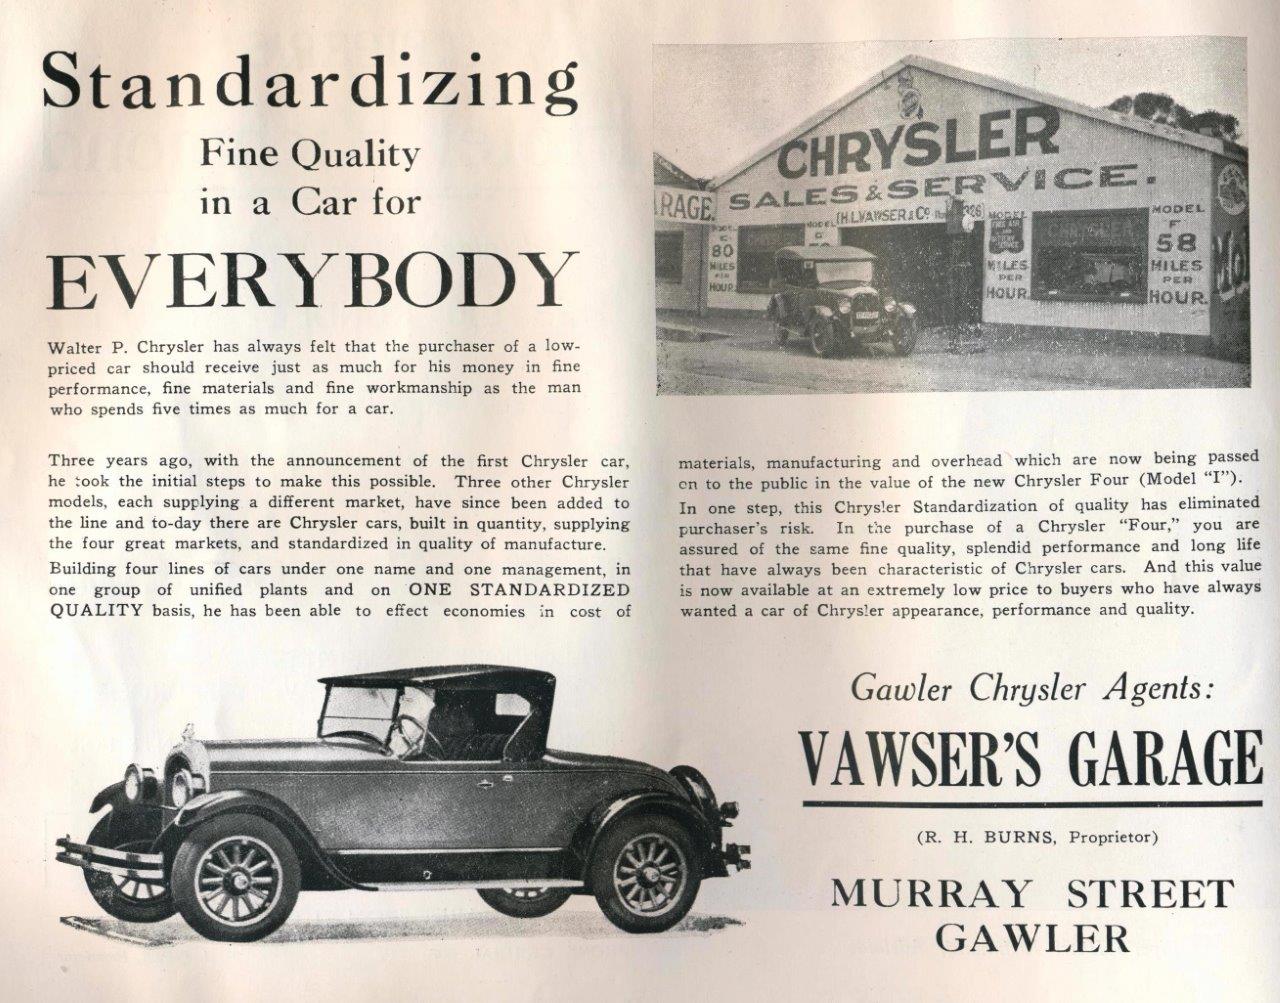 Standardizing
Fine Quality
in a Car for
EVERYBODY
Walter P. Chrysler has always felt that the purchaser of a low-
priced car should receive just as much for his money in fine
performance, fine materials and fine workmanship as the man
who spends five times as much for a car.
Three years ago, with the announcement of the first Chrysler car,
he took the initial steps to make this possible. Three other Chrysler
models, each supplying a different market, have since been added to
the line and to-day there are Chrysler cars, built in quantity, supplying
the four great markets, and standardized in quality of manufacture.
Building four lines of cars under one name and one management, in
one group of unified plants and on ONE STANDARDIZED
QUALITY basis, he has been able to effect economies in cost of
CHRYSLER
SALES & SERVICE.
RAGE.
H.L.VAWSER & Co
MODEL
80
MILES
PER
HOUR
MODEL
G
MODEL
MILES
PER
HOUR
CHRYSLER
MODEL
F
58
MILES
PER
HOUR.
materials, manufacturing and overhead which are now being passed
on to the public in the value of the new Chrysler Four (Model "I").
In one step, this Chrysler Standardization of quality has eliminated
purchaser's risk. In the purchase of a Chrysler "Four," you are
assured of the same fine quality, splendid performance and long life
that have always been characteristic of Chrysler cars. And this value
is now available at an extremely low price to buyers who have always
wanted a car of Chrysler appearance, performance and quality.
Gawler Chrysler Agents:
VAWSER'S GARAGE
(R. H. BURNS, Proprietor)
MURRAY STREET
GAWLER